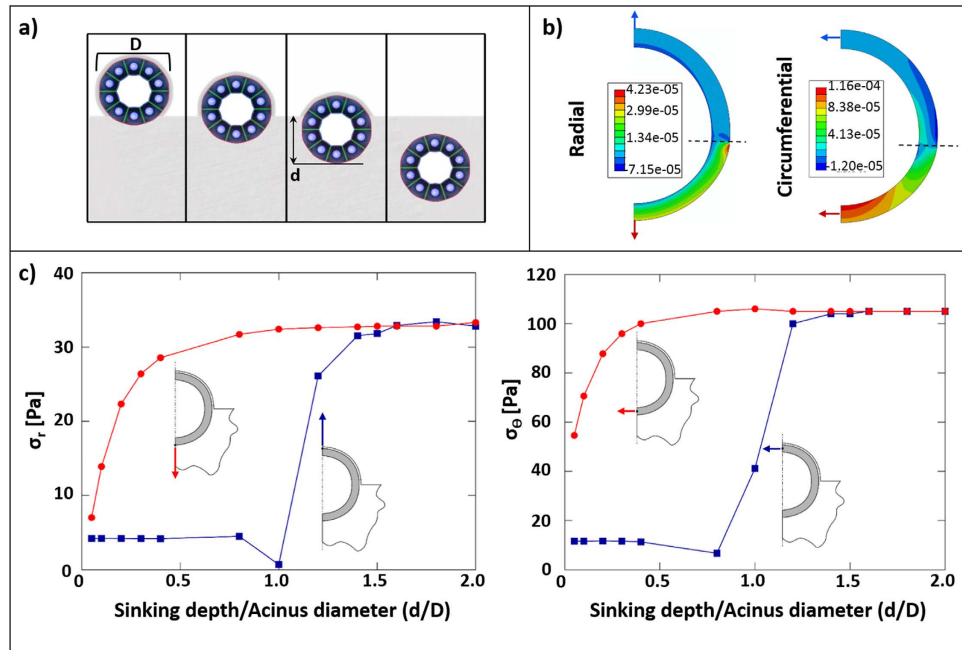 a)
D
d
b)
Radial
4.23e-05
2.99e-05
1.34e-05
-7.15e-05
Circumferential
1.16e-04
8.38e-05
4.13e-05
-1.20e-05
c)
σr [Pa]
40
30
20
10
0
0.5
1.0
1.5
2.0
Sinking depth/Acinus diameter (d/D)
σΘ [Pa]
120
100
80
60
40
20
0
0
0.5
1.0
1.5
2.0
Sinking depth/Acinus diameter (d/D)